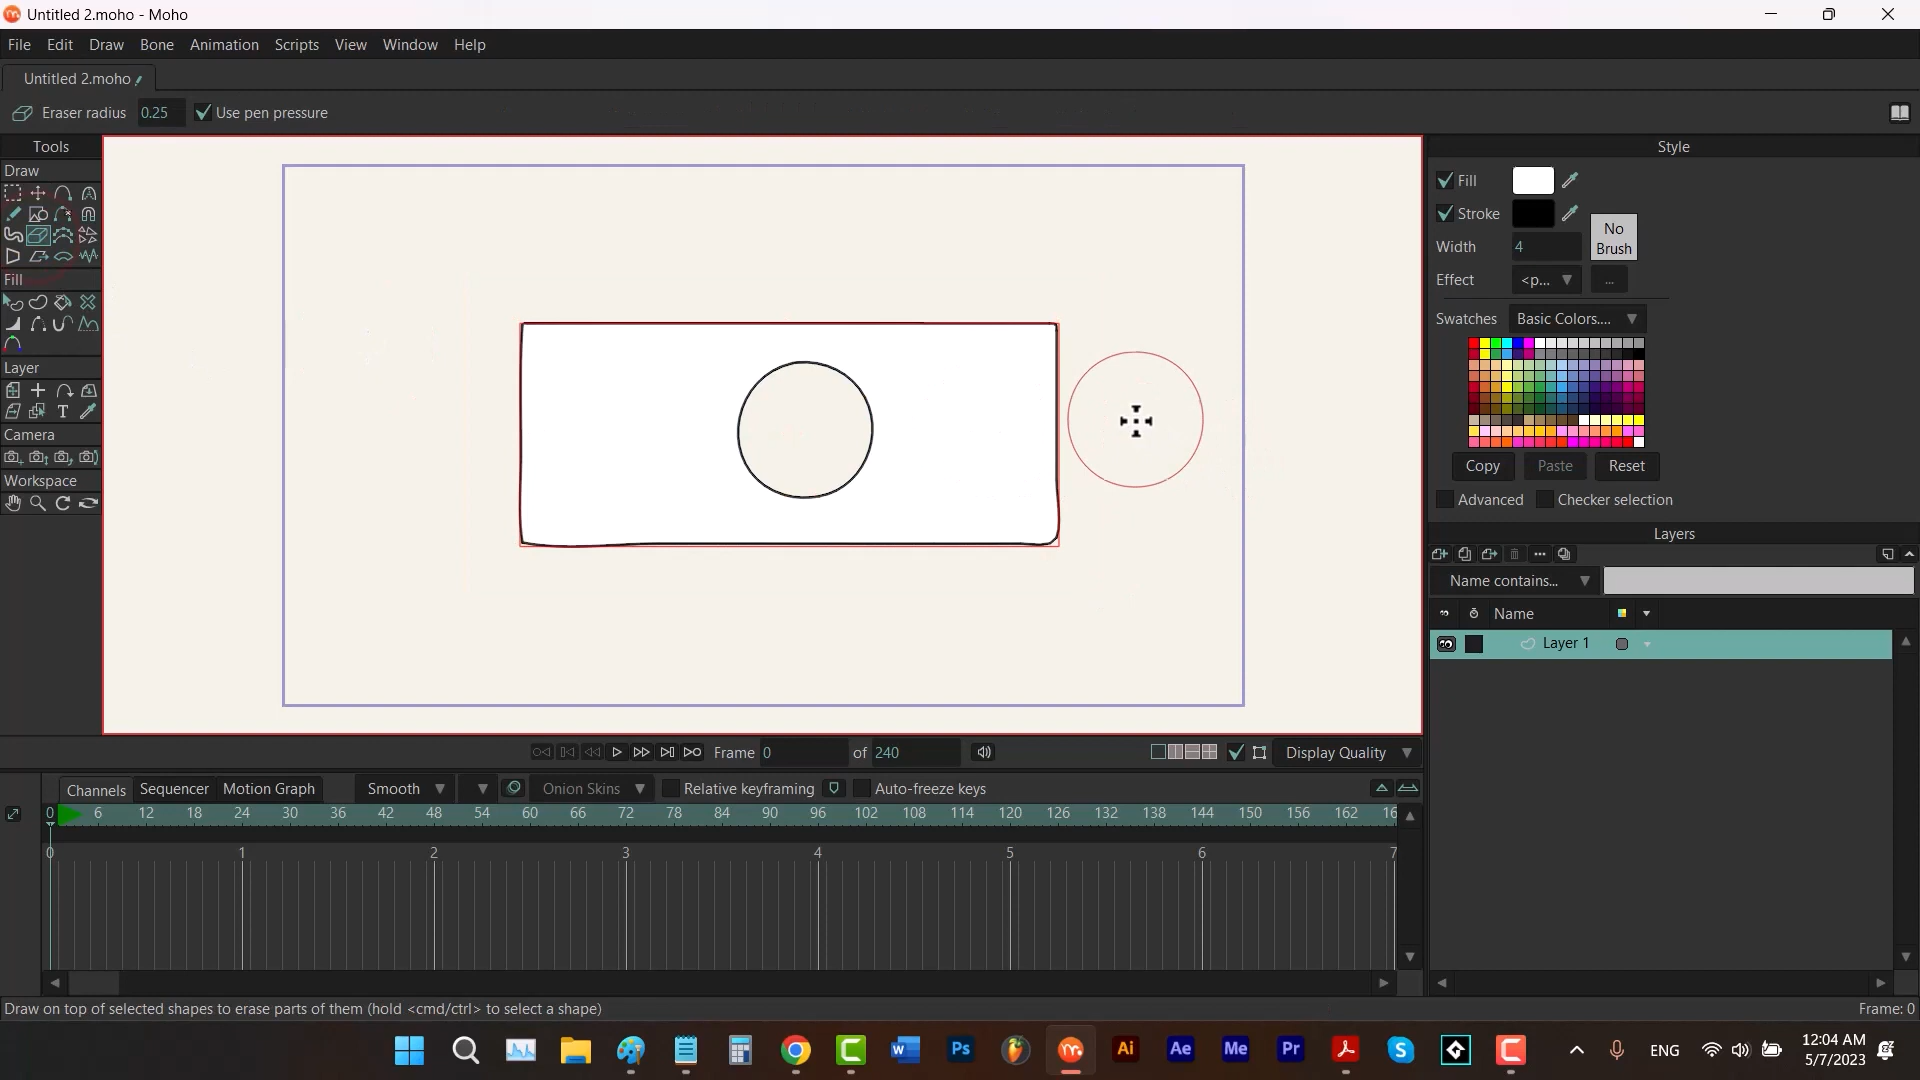 Untitled 2.moho - Moho
File Edit Draw Bone Animation Scripts View Window Help
Untitled 2.moho
Eraser radius 0.25 Use pen pressure
Tools
Draw
Fill
Layer
T
Camera
Workspace
Style
Fill
Stroke
No Brush
Width 4
Effect <p... ...
Swatches Basic Colors....
Copy Paste Reset
Advanced Checker selection
Layers
Name contains...
Name
Layer 1
Frame 0 of 240 Display Quality
Channels Sequencer Motion Graph Smooth Onion Skins Relative keyframing Auto-freeze keys
0 6 12 18 24 30 36 42 48 54 60 66 72 78 84 90 96 102 108 114 120 126 132 138 144 150 156 162 16
0 1 2 3 4 5 6 7
Draw on top of selected shapes to erase parts of them (hold <cmd/ctrl> to select a shape) Frame: 0
W Ps Ai Ae Me Pr S C ENG 12:04 AM
5/7/2023